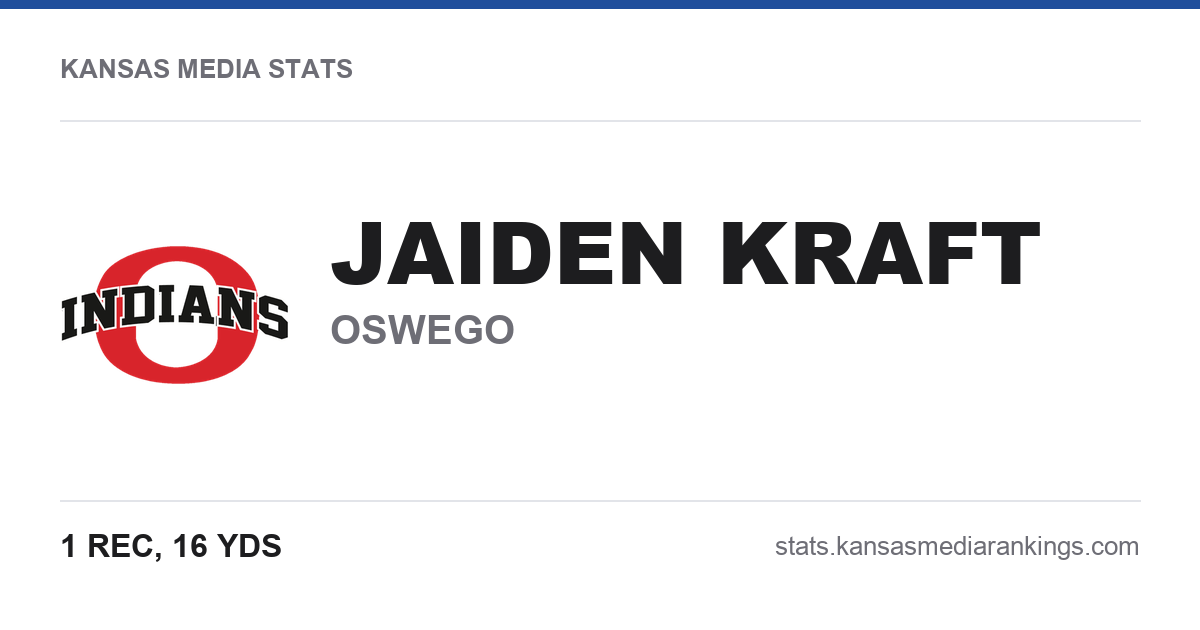 KANSAS MEDIA STATS
INDIANS
JAIDEN KRAFT
OSWEGO
1 REC, 16 YDS
stats.kansasmediarankings.com